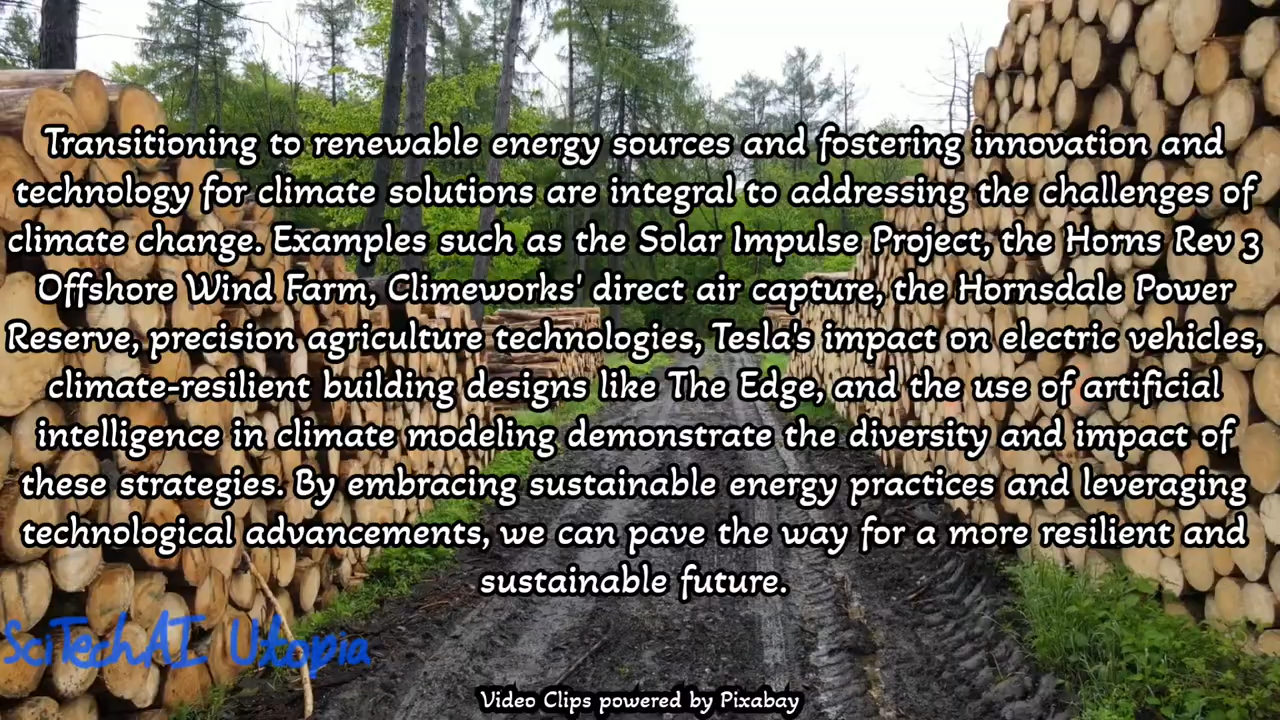 Transitioning to renewable energy sources and fostering innovation and
technology for climate solutions are integral to addressing the challenges of
climate change. Examples such as the Solar Impulse Project, the Horns Rev 3
Offshore Wind Farm, Climeworks' direct air capture, the Hornsdale Power
Reserve, precision agriculture technologies, Tesla's impact on electric vehicles,
climate-resilient building designs like The Edge, and the use of artificial
intelligence in climate modeling demonstrate the diversity and impact of
these strategies. By embracing sustainable energy practices and leveraging
technological advancements, we can pave the way for a more resilient and
sustainable future.
SciTechAI Utopia
Video Clips powered by Pixabay